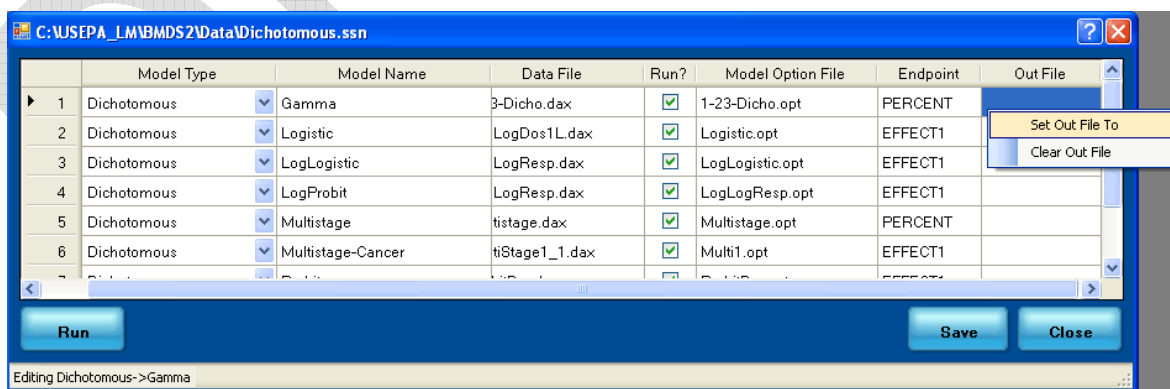 C:\USEPA_LM\BMDS2\Data\Dichotomous.ssn
Model Type Model Name Data File Run? Model Option File Endpoint Out File
1 Dichotomous Gamma 3-Dicho.dax 1-23-Dicho.opt PERCENT
Set Out File To
2 Dichotomous Logistic LogDos1L.dax Logistic.opt EFFECT1
Clear Out File
3 Dichotomous LogLogistic LogResp.dax LogLogistic.opt EFFECT1
4 Dichotomous LogProbit LogResp.dax LogLogResp.opt EFFECT1
5 Dichotomous Multistage tistage.dax Multistage.opt PERCENT
6 Dichotomous Multistage-Cancer tiStage1_1.dax Multi1.opt EFFECT1
Run Save Close
Editing Dichotomous->Gamma